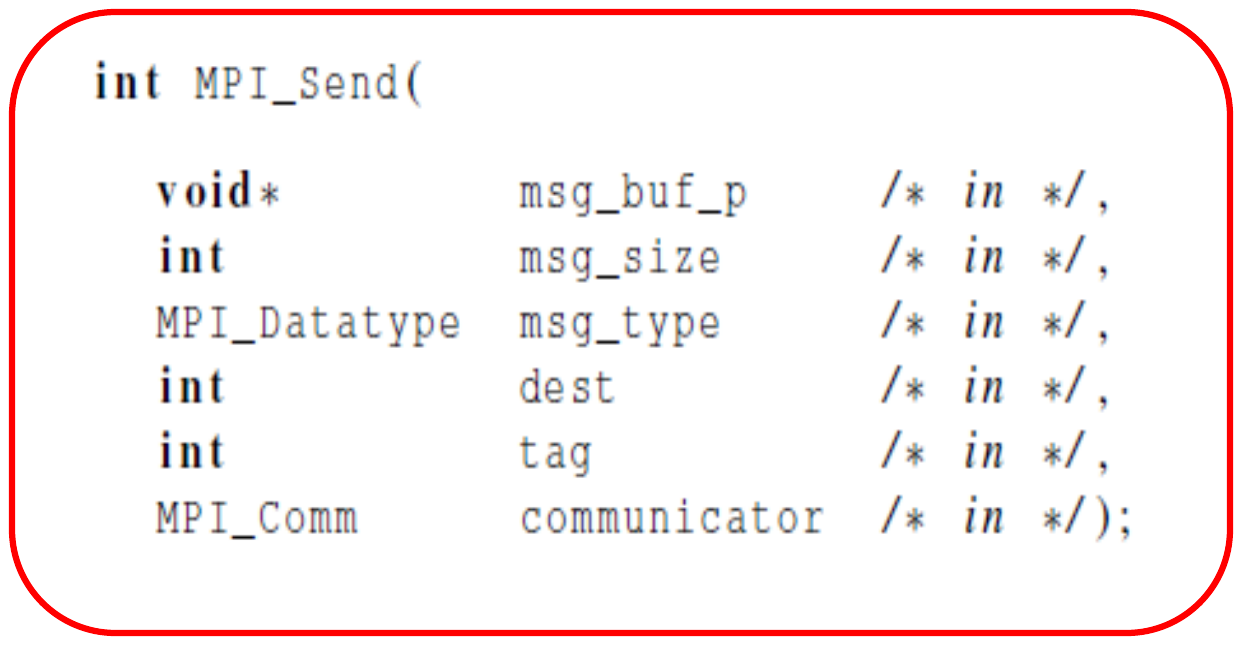 int MPI_Send(
void* msg_buf_p /* in */,
int msg_size /* in */,
MPI_Datatype msg_type /* in */,
int dest /* in */,
int tag /* in */,
MPI_Comm communicator /* in */);